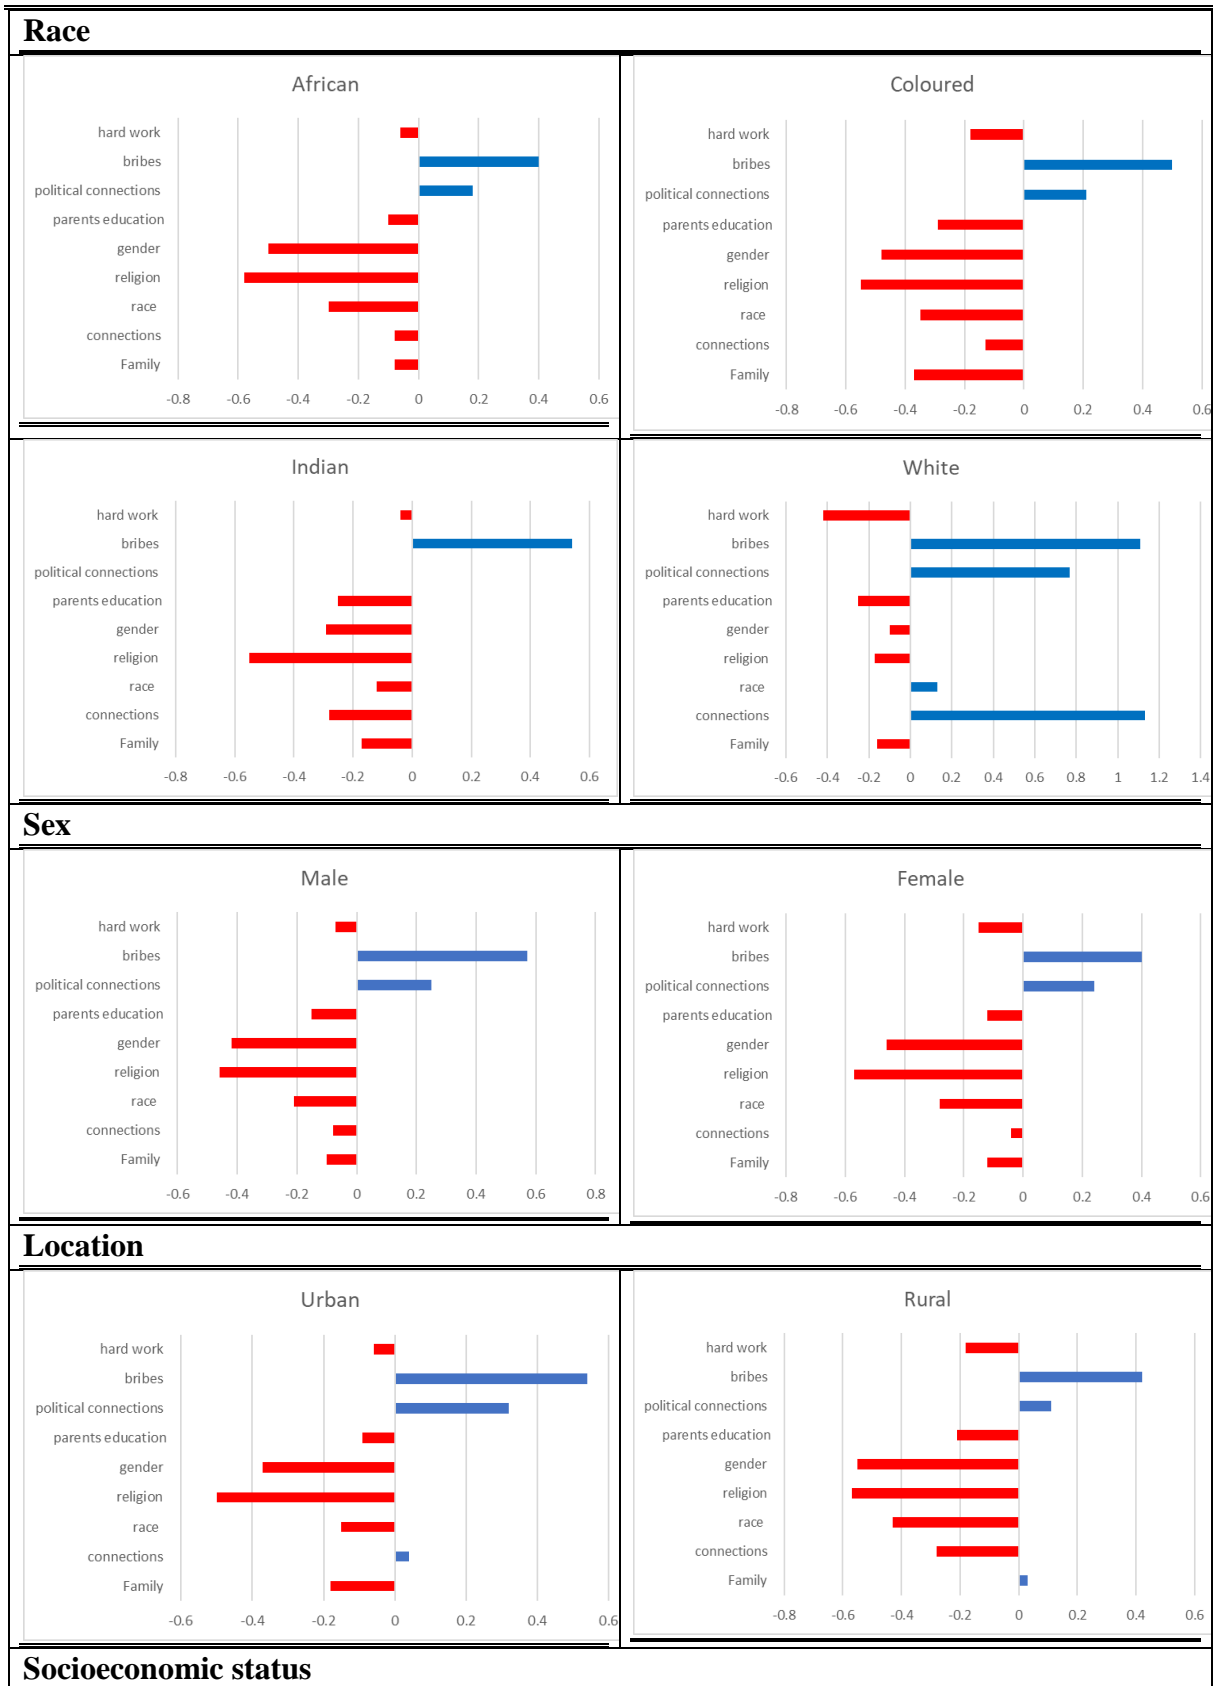 Race
African
hard work
bribes
political connections
parents education
gender
religion
race
connections
Family
-0.8 -0.6 -0.4 -0.2 0 0.2 0.4 0.6
Coloured
hard work
bribes
political connections
parents education
gender
religion
race
connections
Family
-0.8 -0.6 -0.4 -0.2 0 0.2 0.4 0.6
Indian
hard work
bribes
political connections
parents education
gender
religion
race
connections
Family
-0.8 -0.6 -0.4 -0.2 0 0.2 0.4 0.6
White
hard work
bribes
political connections
parents education
gender
religion
race
connections
Family
-0.6 -0.4 -0.2 0 0.2 0.4 0.6 0.8 1 1.2 1.4
Sex
Male
hard work
bribes
political connections
parents education
gender
religion
race
connections
Family
-0.6 -0.4 -0.2 0 0.2 0.4 0.6 0.8
Female
hard work
bribes
political connections
parents education
gender
religion
race
connections
Family
-0.8 -0.6 -0.4 -0.2 0 0.2 0.4 0.6
Location
Urban
hard work
bribes
political connections
parents education
gender
religion
race
connections
Family
-0.6 -0.4 -0.2 0 0.2 0.4 0.6
Rural
hard work
bribes
political connections
parents education
gender
religion
race
connections
Family
-0.8 -0.6 -0.4 -0.2 0 0.2 0.4 0.6
Socioeconomic status